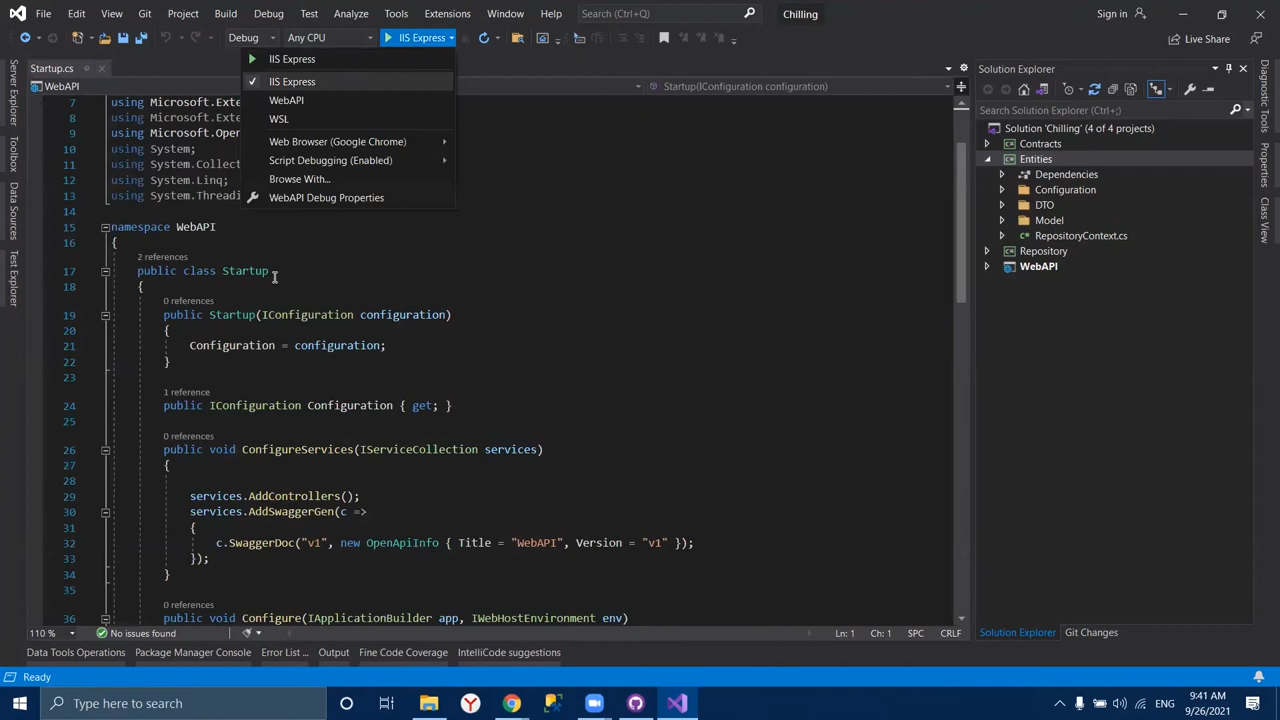 File Edit View Git Project Build Debug Test Analyze Tools Extensions Window Help Search (Ctrl+Q) Chilling Sign in
Debug Any CPU IIS Express Live Share
Startup.cs
WebAPI Startup(IConfiguration configuration)
IIS Express
IIS Express
WebAPI
WSL
Web Browser (Google Chrome)
Script Debugging (Enabled)
Browse With...
WebAPI Debug Properties
7 using Microsoft.Exte
8 using Microsoft.Exte
9 using Microsoft.Oper
10 using System;
11 using System.Collect
12 using System.Linq;
13 using System.Threadi
14
15 namespace WebAPI
16 {
2 references
17 public class Startup
18 {
0 references
19 public Startup(IConfiguration configuration)
20 {
21 Configuration = configuration;
22 }
23
1 reference
24 public IConfiguration Configuration { get; }
25
0 references
26 public void ConfigureServices(IServiceCollection services)
27 {
28
29 services.AddControllers();
30 services.AddSwaggerGen(c =>
31 {
32 c.SwaggerDoc("v1", new OpenApiInfo { Title = "WebAPI", Version = "v1" });
33 });
34 }
35
0 references
36 public void Configure(IApplicationBuilder app, IWebHostEnvironment env)
110 % No issues found Ln: 1 Ch: 1 SPC CRLF
Server Explorer
Data Sources
Test Explorer
Solution Explorer
Search Solution Explorer (Ctrl+;)
Solution 'Chilling' (4 of 4 projects)
Contracts
Entities
Dependencies
Configuration
DTO
Model
RepositoryContext.cs
Repository
WebAPI
Solution Explorer Git Changes
Diagnostic Tools
Properties
Class View
Data Tools Operations Package Manager Console Error List ... Output Fine Code Coverage IntelliCode suggestions
Ready
Type here to search ENG 9:41 AM
9/26/2021